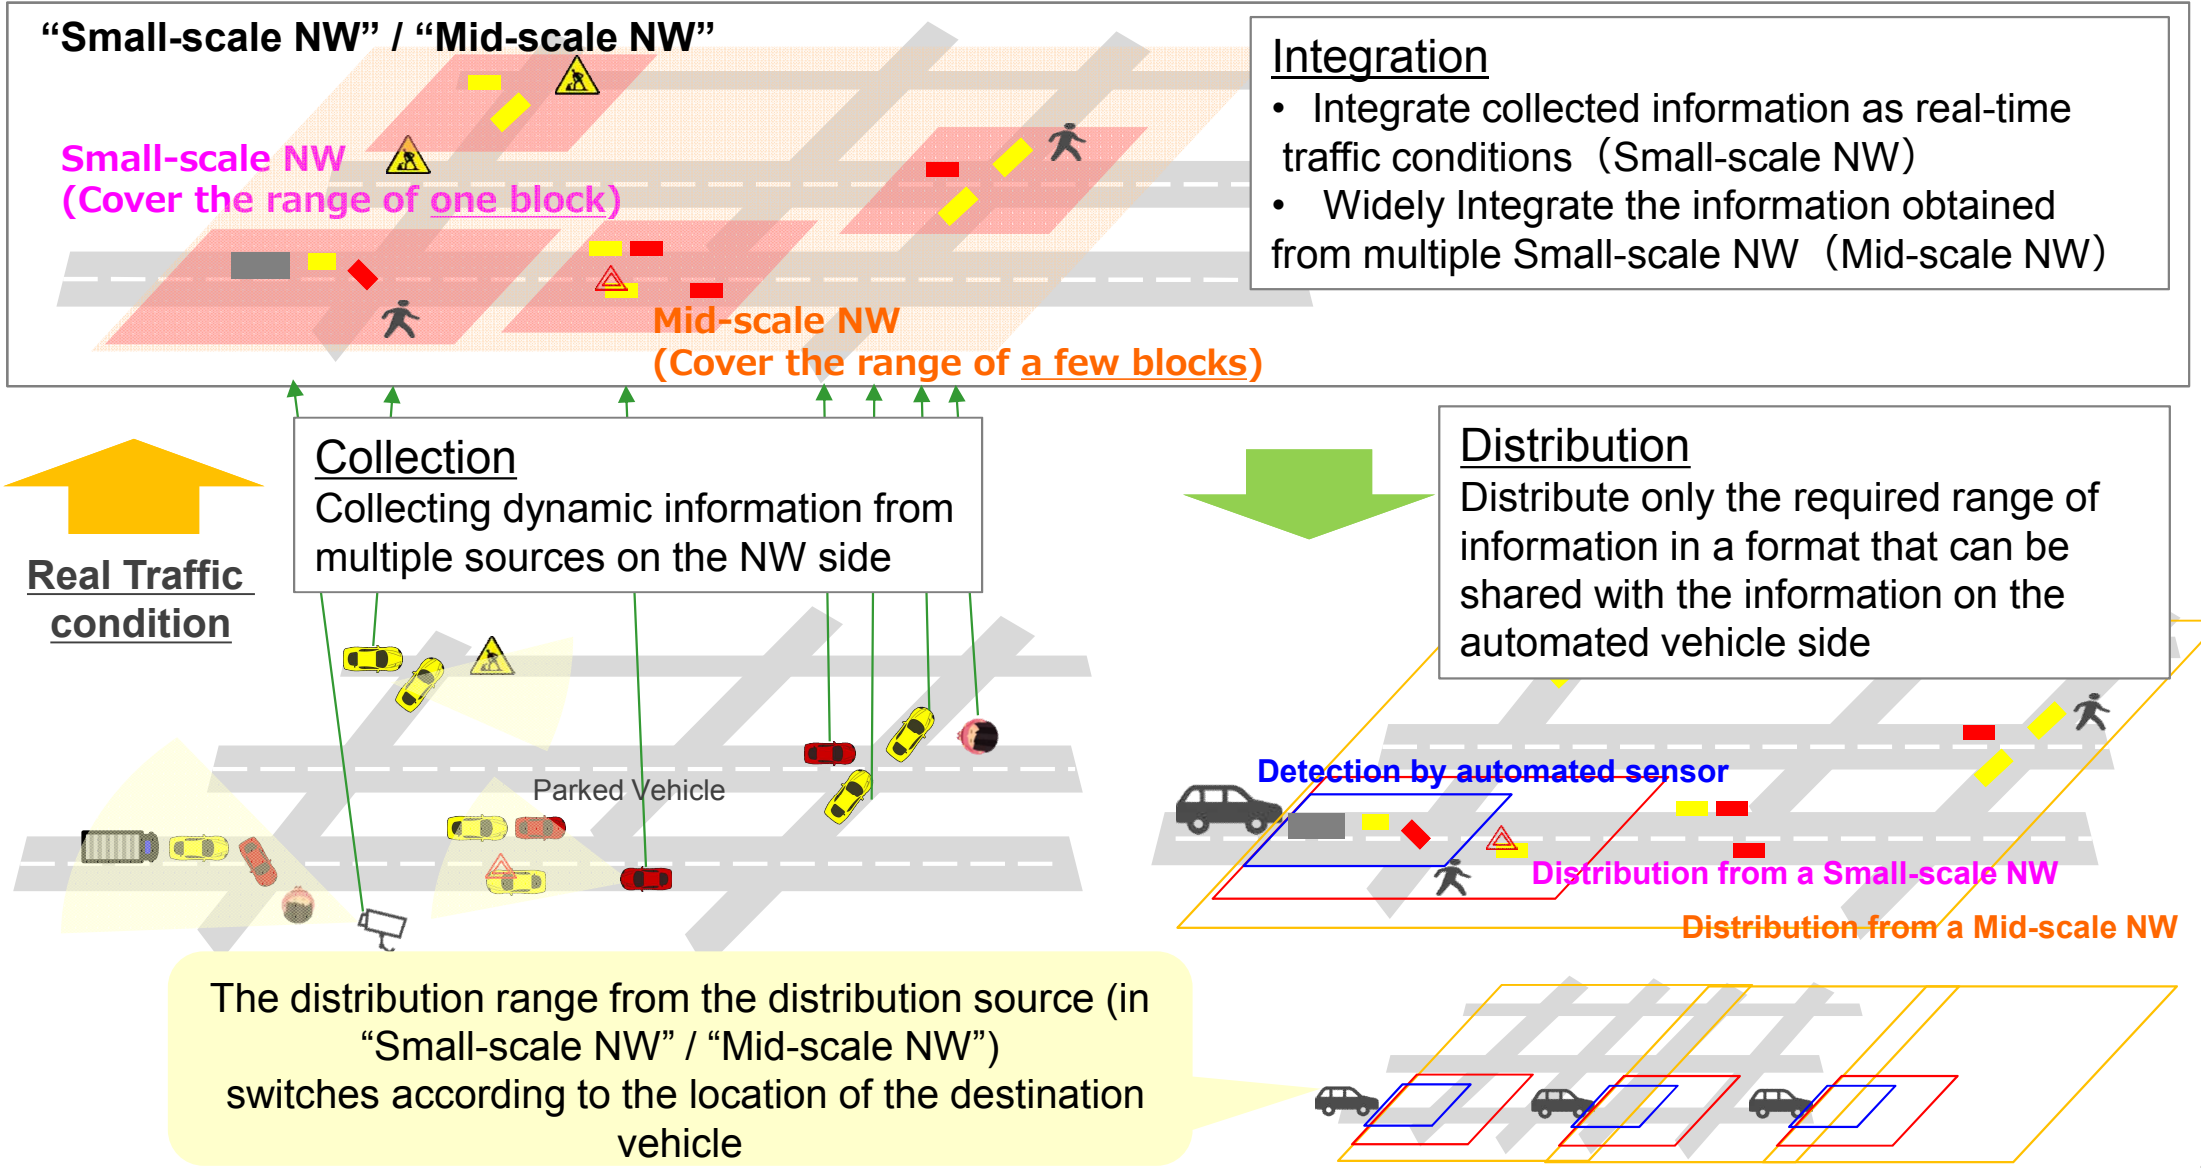 “Small-scale NW” / “Mid-scale NW”
Small-scale NW
(Cover the range of one block)
Mid-scale NW
(Cover the range of a few blocks)
Integration
• Integrate collected information as real-time
traffic conditions（Small-scale NW）
• Widely Integrate the information obtained
from multiple Small-scale NW（Mid-scale NW）
Real Traffic
condition
Collection
Collecting dynamic information from
multiple sources on the NW side
Distribution
Distribute only the required range of
information in a format that can be
shared with the information on the
automated vehicle side
Parked Vehicle
Detection by automated sensor
Distribution from a Small-scale NW
Distribution from a Mid-scale NW
The distribution range from the distribution source (in
“Small-scale NW” / “Mid-scale NW”)
switches according to the location of the destination
vehicle